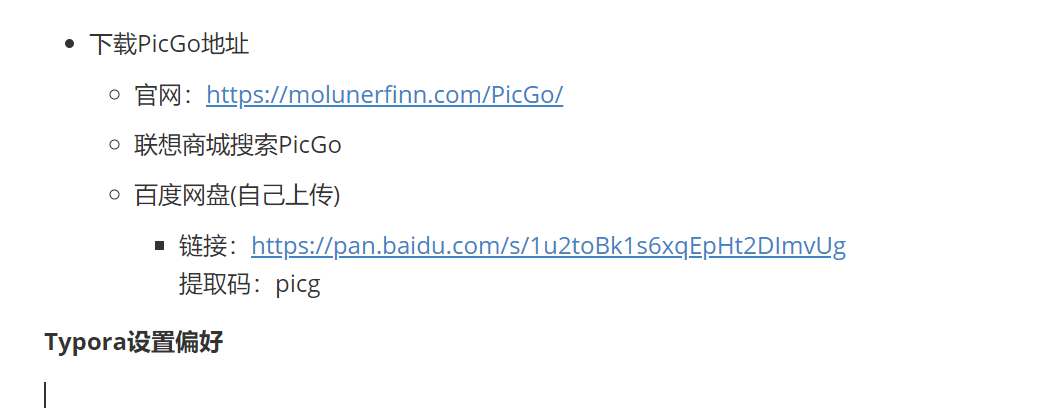 下载PicGo地址
官网：https://molunerfinn.com/PicGo/
联想商城搜索PicGo
百度网盘(自己上传)
链接：https://pan.baidu.com/s/1u2toBk1s6xqEpHt2DImvUg
提取码：picg
Typora设置偏好